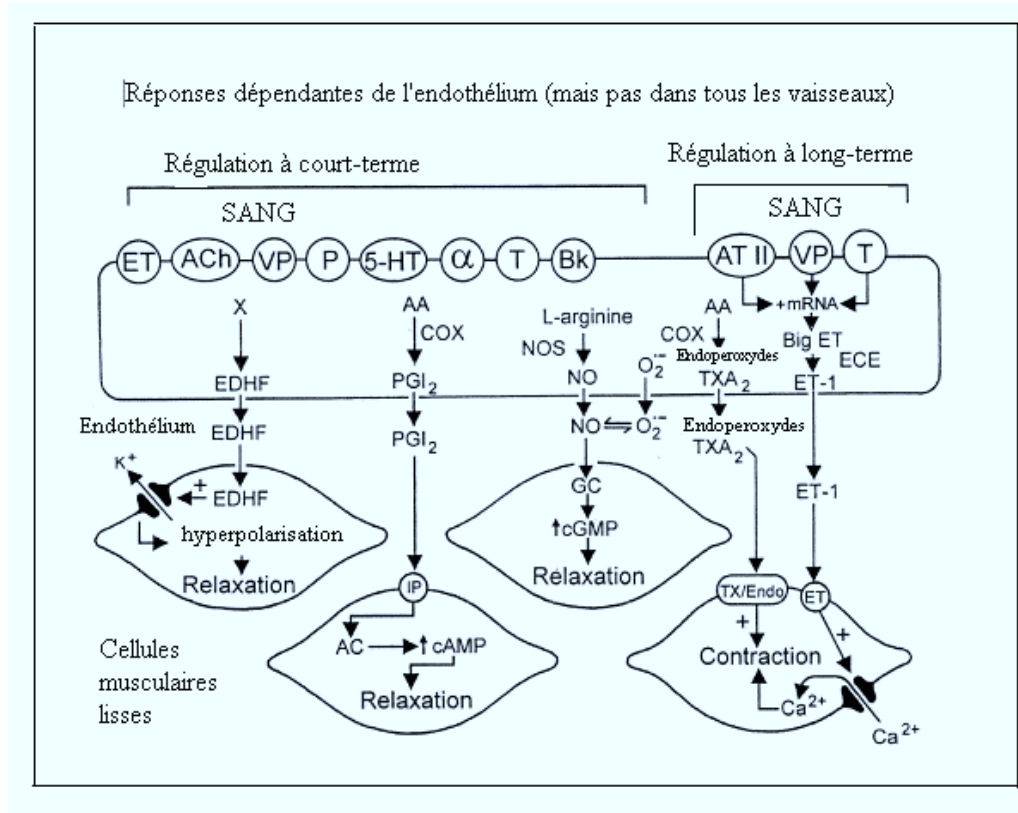 Réponses dépendantes de l'endothélium (mais pas dans tous les vaisseaux)
Régulation à court-terme
Régulation à long-terme
SANG
SANG
ET ACh VP P 5-HT α T Bk
AT II VP T
X
AA
COX
L-arginine
NOS
AA
COX
+mRNA
Big ET
ECE
Endoperoxydes
EDHF
PGI2
NO
O2·−
TXA2
ET-1
Endothélium
EDHF
PGI2
NO
O2·−
Endoperoxydes
TXA2
K+
+
EDHF
GC
ET-1
hyperpolarisation
↑cGMP
Relaxation
Relaxation
IP
TX/Endo
ET
AC
↑cAMP
+
+
Relaxation
Contraction
Ca2+
Ca2+
Cellules
musculaires
lisses